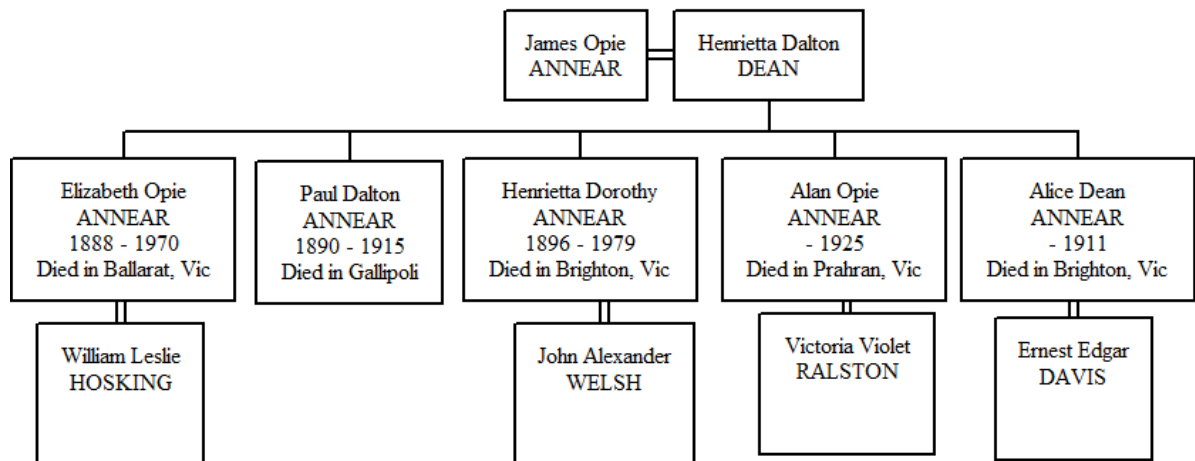 James Opie
ANNEAR
Henrietta Dalton
DEAN
Elizabeth Opie
ANNEAR
1888 - 1970
Died in Ballarat, Vic
Paul Dalton
ANNEAR
1890 - 1915
Died in Gallipoli
Henrietta Dorothy
ANNEAR
1896 - 1979
Died in Brighton, Vic
Alan Opie
ANNEAR
- 1925
Died in Prahran, Vic
Alice Dean
ANNEAR
- 1911
Died in Brighton, Vic
William Leslie
HOSKING
John Alexander
WELSH
Victoria Violet
RALSTON
Ernest Edgar
DAVIS